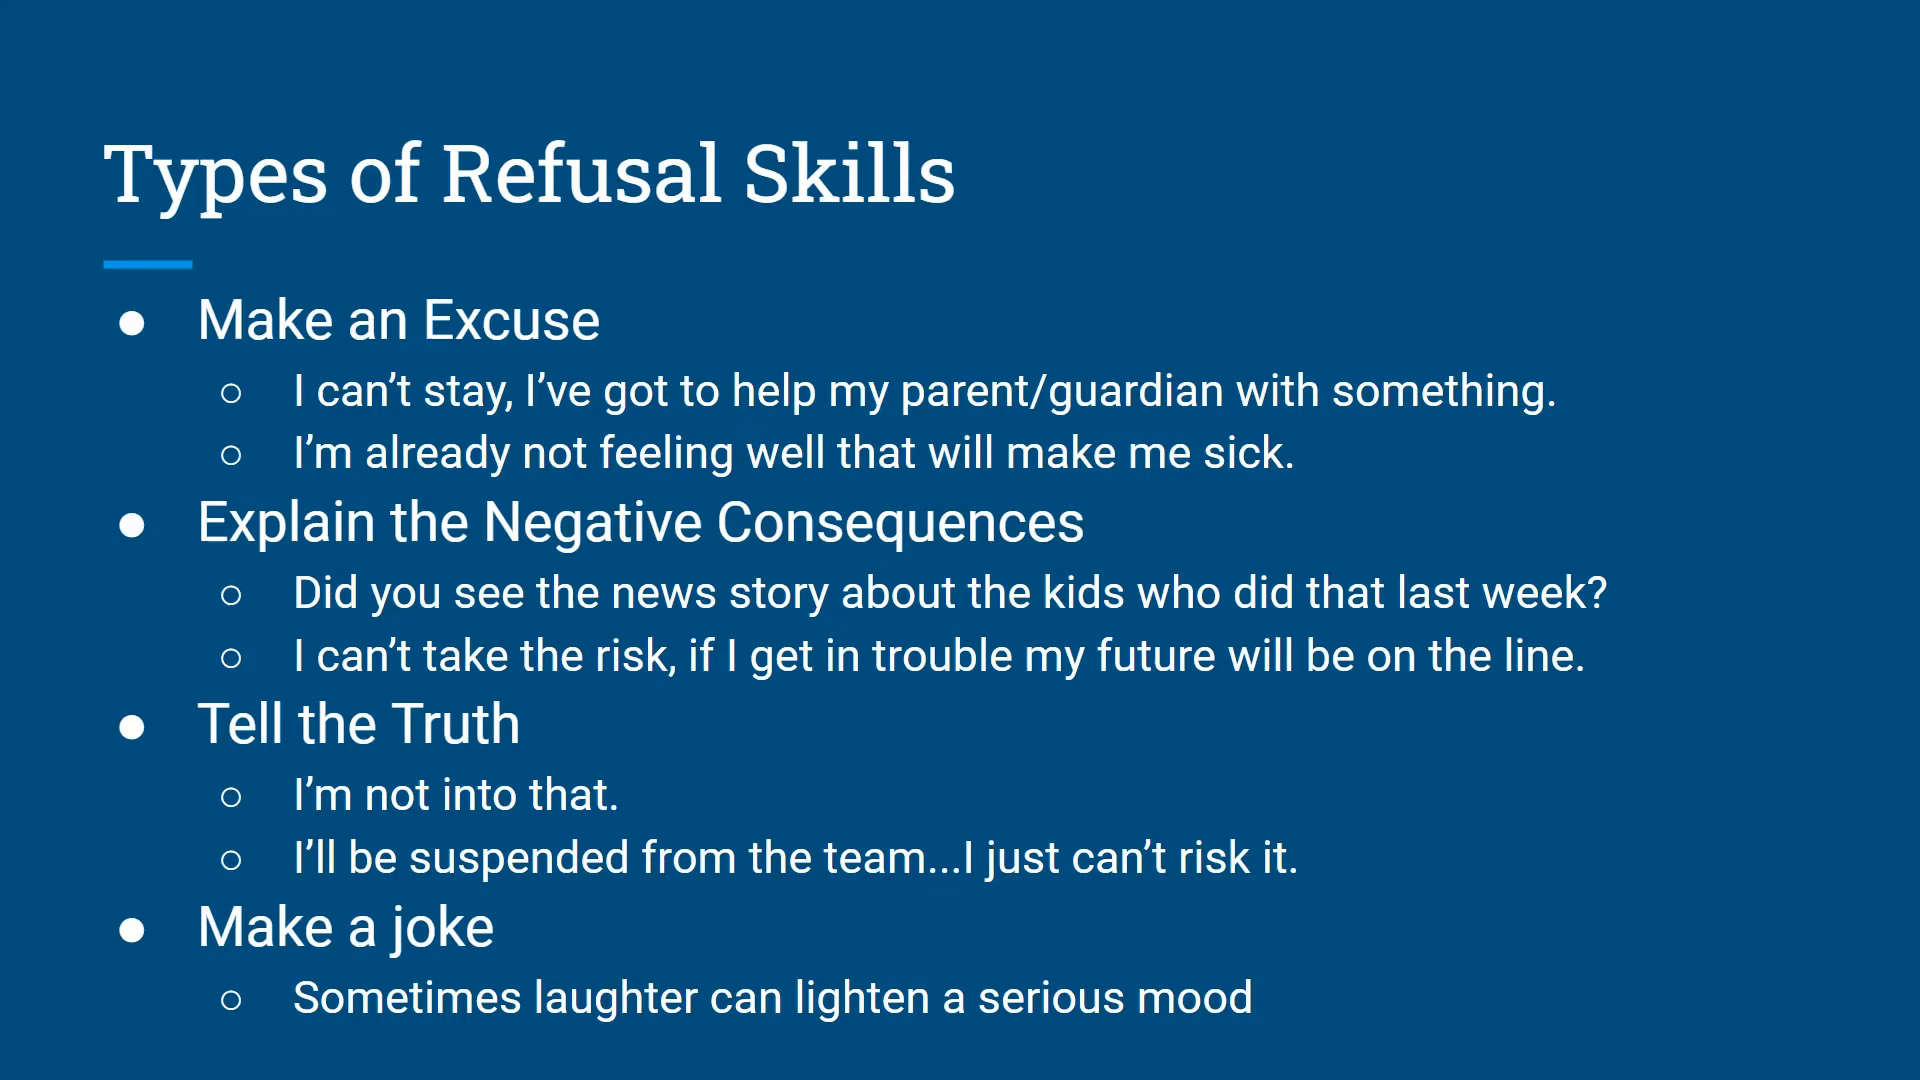 Types of Refusal Skills
● Make an Excuse
○ I can’t stay, I’ve got to help my parent/guardian with something.
○ I’m already not feeling well that will make me sick.
● Explain the Negative Consequences
○ Did you see the news story about the kids who did that last week?
○ I can’t take the risk, if I get in trouble my future will be on the line.
● Tell the Truth
○ I’m not into that.
○ I’ll be suspended from the team...I just can’t risk it.
● Make a joke
○ Sometimes laughter can lighten a serious mood